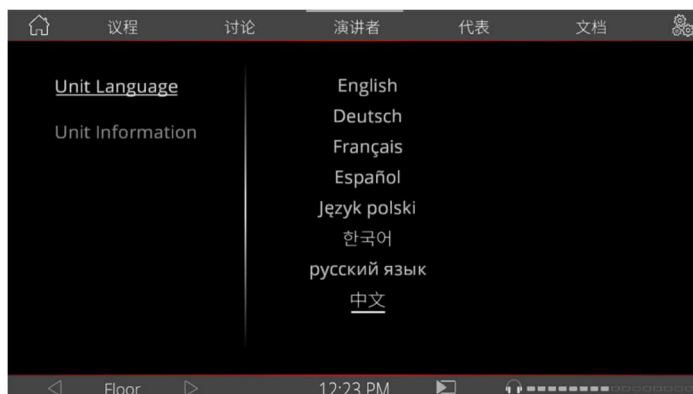 议程 讨论 演讲者 代表 文档
Unit Language
Unit Information
English
Deutsch
Français
Español
Język polski
한국어
русский язык
中文
Floor 12:23 PM